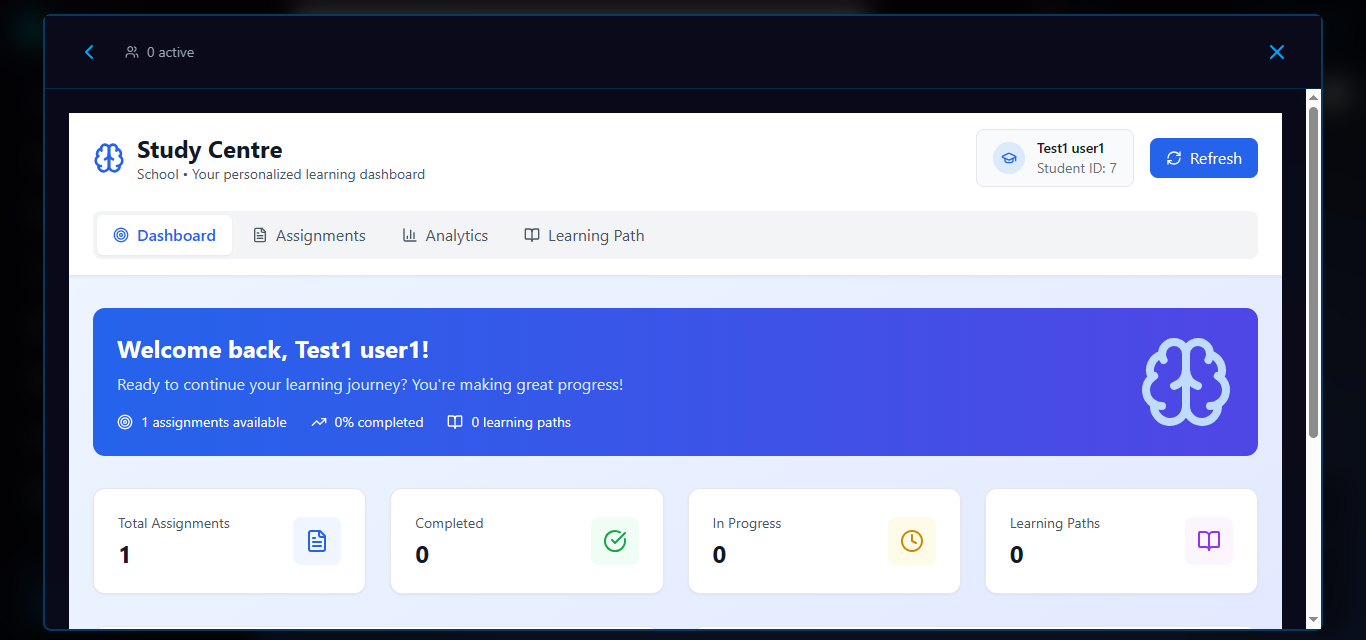 0 active
Study Centre
School • Your personalized learning dashboard
Test1 user1
Student ID: 7
Refresh
Dashboard
Assignments
Analytics
Learning Path
Welcome back, Test1 user1!
Ready to continue your learning journey? You're making great progress!
1 assignments available
0% completed
0 learning paths
Total Assignments
1
Completed
0
In Progress
0
Learning Paths
0